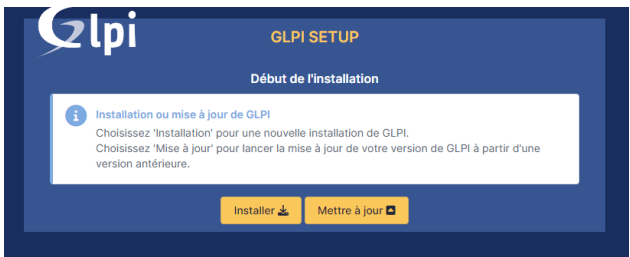 Glpi
GLPI SETUP
Début de l'installation
Installation ou mise à jour de GLPI
Choisissez 'Installation' pour une nouvelle installation de GLPI.
Choisissez 'Mise à jour' pour lancer la mise à jour de votre version de GLPI à partir d'une
version antérieure.
Installer
Mettre à jour